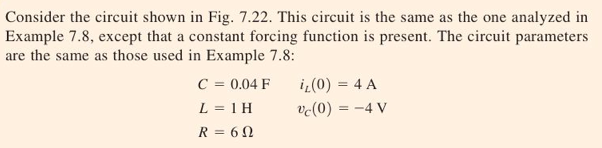 Consider the circuit shown in Fig. 7.22. This circuit is the same as the one analyzed in
Example 7.8, except that a constant forcing function is present. The circuit parameters
are the same as those used in Example 7.8:
C = 0.04 F   i_L(0) = 4 A
L = 1 H   v_C(0) = −4 V
R = 6 Ω